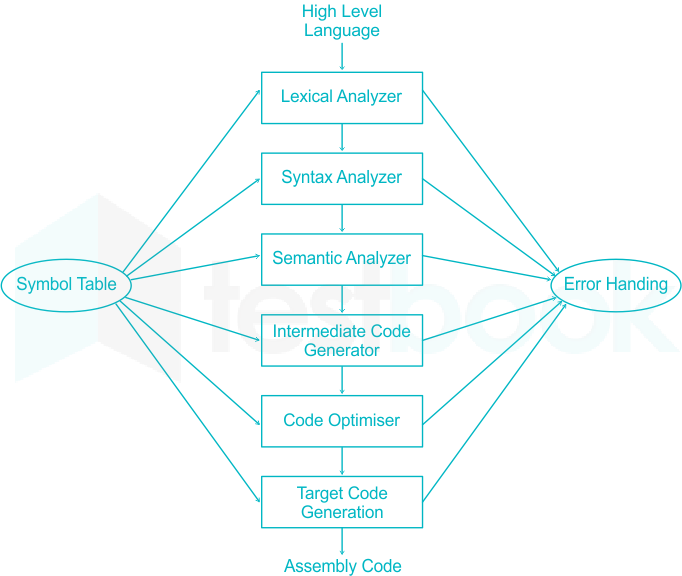 High Level
Language
Lexical Analyzer
Syntax Analyzer
Semantic Analyzer
Symbol Table
Error Handing
testbook
Intermediate Code
Generator
Code Optimiser
Target Code
Generation
Assembly Code